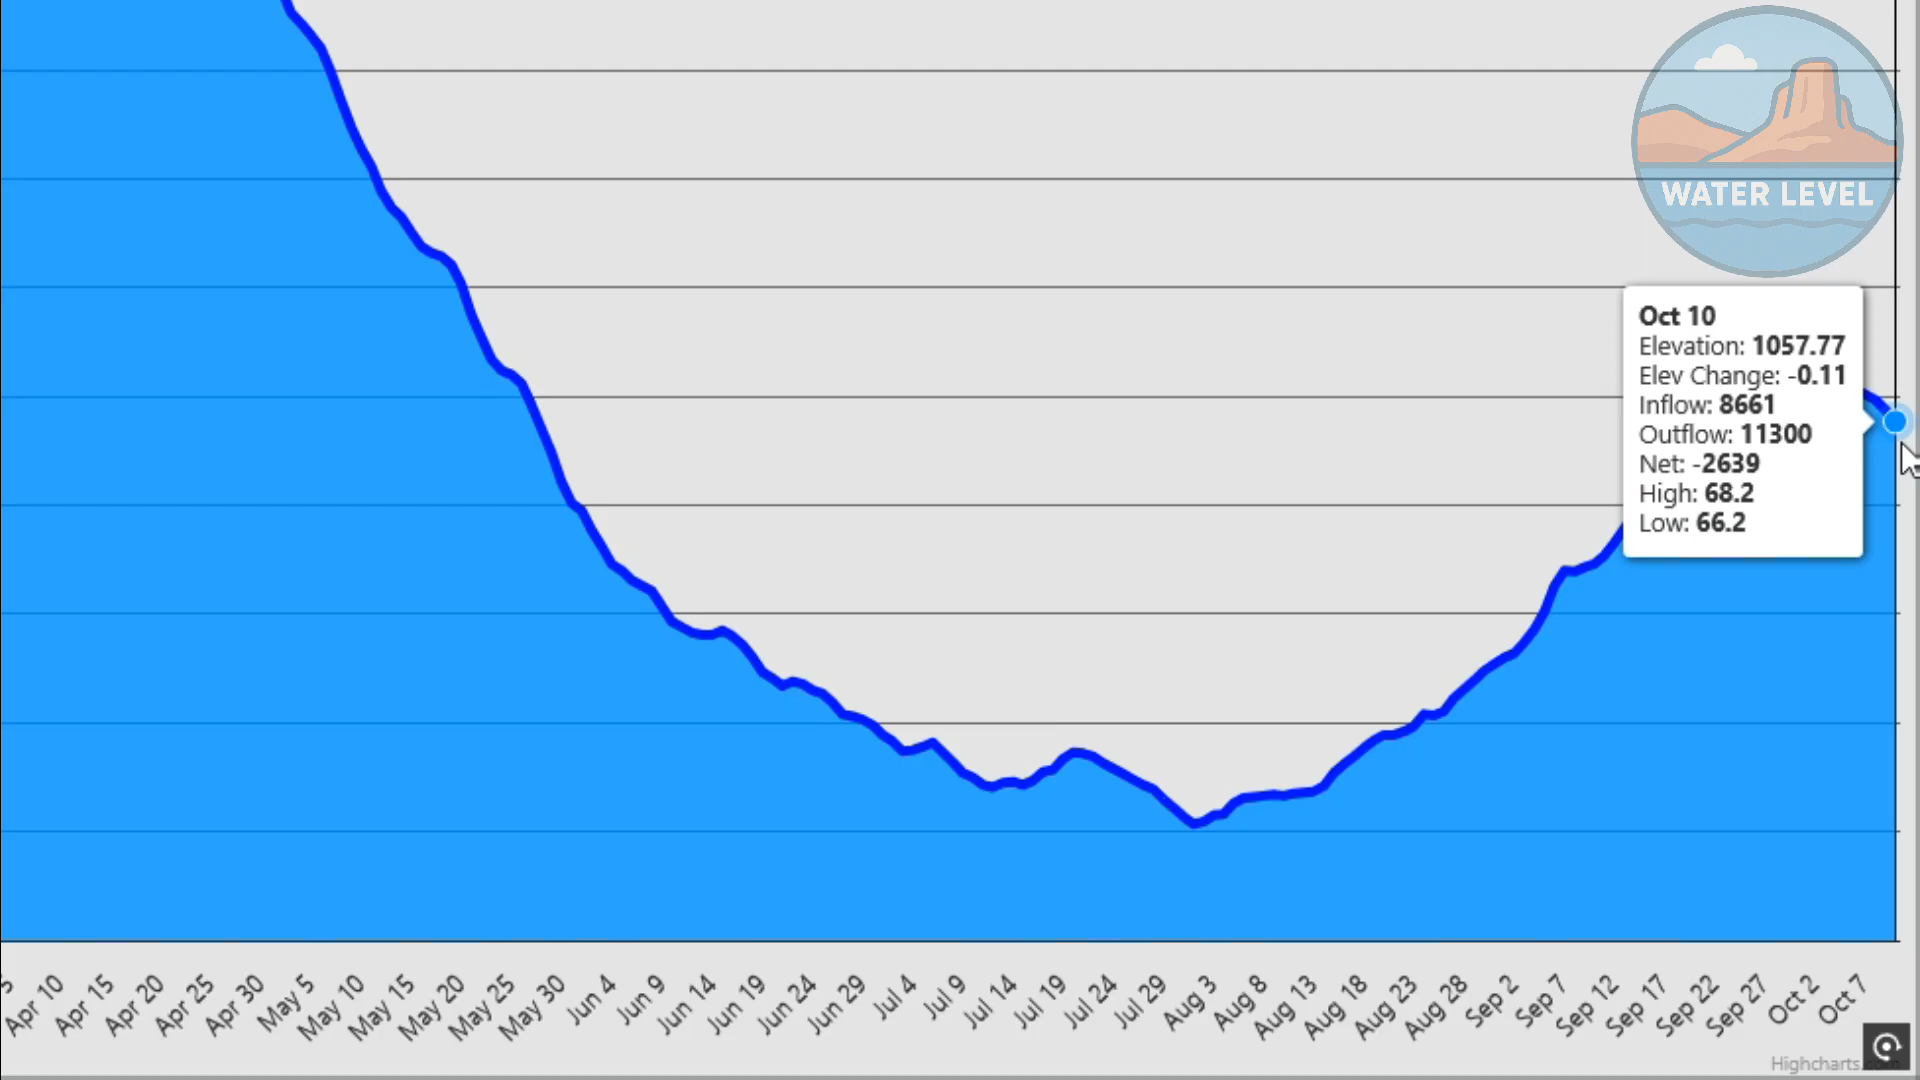 WATER LEVEL
Oct 10
Elevation: 1057.77
Elev Change: -0.11
Inflow: 8661
Outflow: 11300
Net: -2639
High: 68.2
Low: 66.2
5
Apr 10
Apr 15
Apr 20
Apr 25
Apr 30
May 5
May 10
May 15
May 20
May 25
May 30
Jun 4
Jun 9
Jun 14
Jun 19
Jun 24
Jun 29
Jul 4
Jul 9
Jul 14
Jul 19
Jul 24
Jul 29
Aug 3
Aug 8
Aug 13
Aug 18
Aug 23
Aug 28
Sep 2
Sep 7
Sep 12
Sep 17
Sep 22
Sep 27
Oct 2
Oct 7
Highcharts